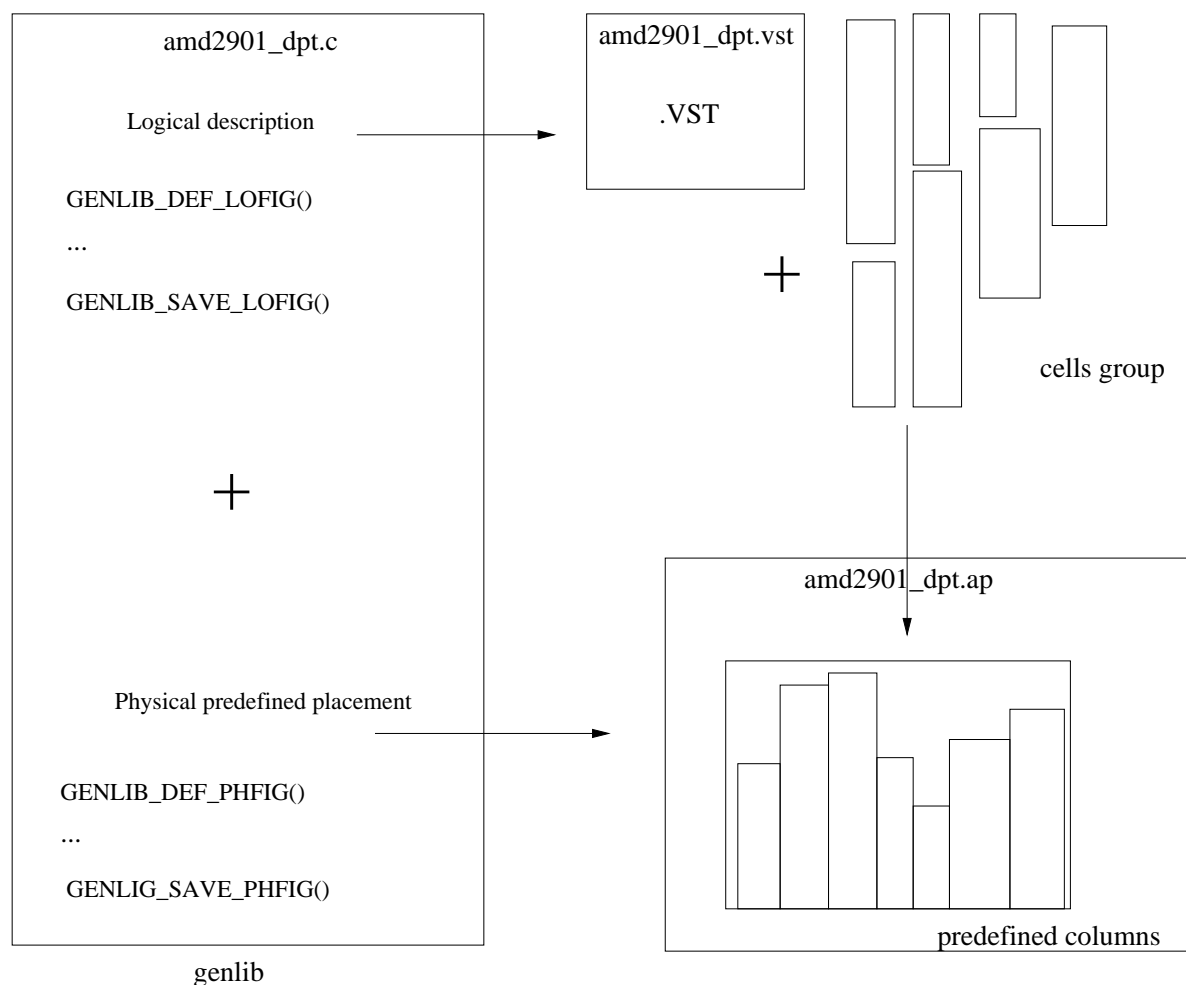 amd2901_dpt.c
Logical description
GENLIB_DEF_LOFIG()
...
GENLIB_SAVE_LOFIG()
+
Physical predefined placement
GENLIB_DEF_PHFIG()
...
GENLIG_SAVE_PHFIG()
genlib
amd2901_dpt.vst
.VST
+
cells group
amd2901_dpt.ap
predefined columns